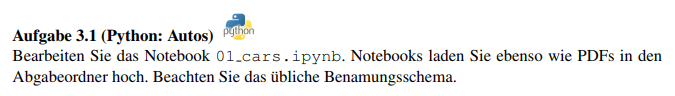 Aufgabe 3.1 (Python: Autos) python
Bearbeiten Sie das Notebook 01_cars.ipynb. Notebooks laden Sie ebenso wie PDFs in den
Abgabeordner hoch. Beachten Sie das übliche Benamungsschema.